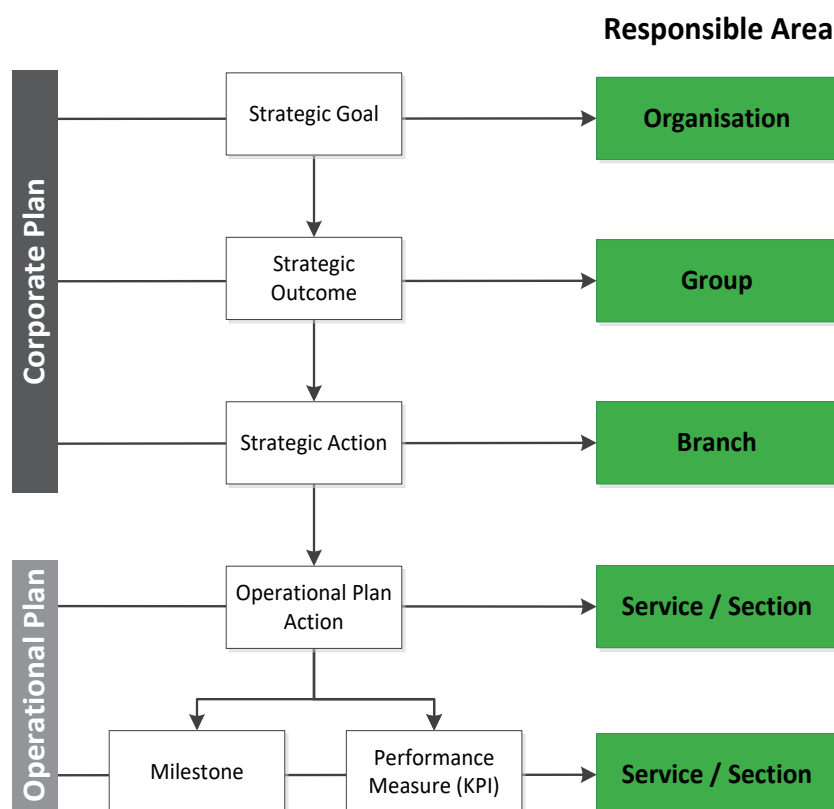 Responsible Area
Corporate Plan
Strategic Goal
Organisation
Strategic
Outcome
Group
Strategic Action
Branch
Operational Plan
Operational Plan
Action
Service / Section
Milestone
Performance
Measure (KPI)
Service / Section